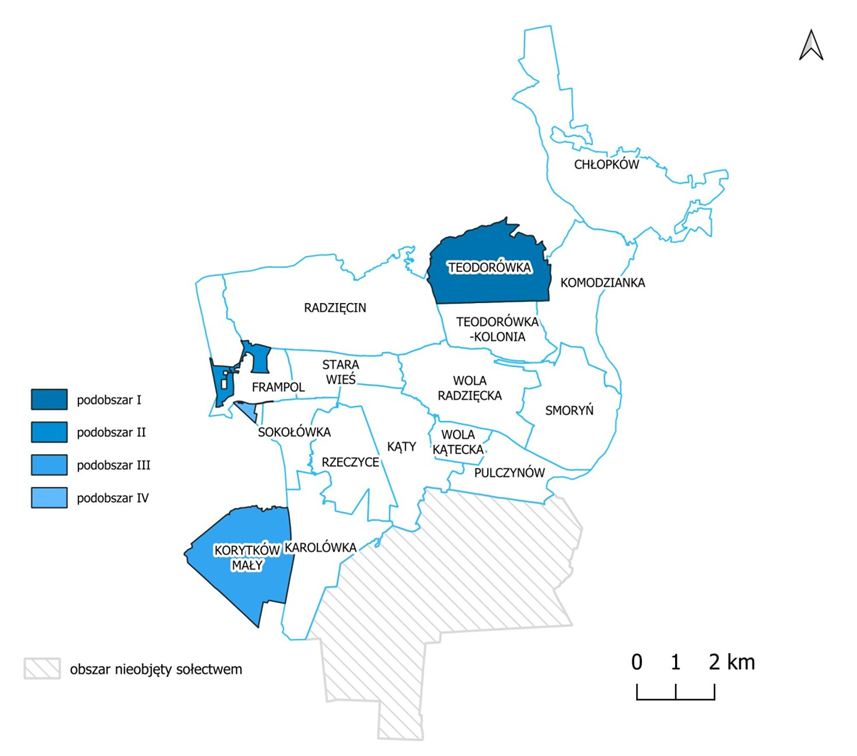 CHŁOPKÓW
TEODORÓWKA
KOMODZIANKA
RADZIĘCIN
TEODORÓWKA
-KOLONIA
STARA
WIEŚ
FRAMPOL
WOLA
RADZIĘCKA
SMORYŃ
SOKOŁÓWKA
RZECZYCE
KĄTY
WOLA
KĄTECKA
PULCZYNÓW
KORYTKÓW
MAŁY
KAROLÓWKA
podobszar I
podobszar II
podobszar III
podobszar IV
obszar nieobjęty sołectwem
0 1 2 km